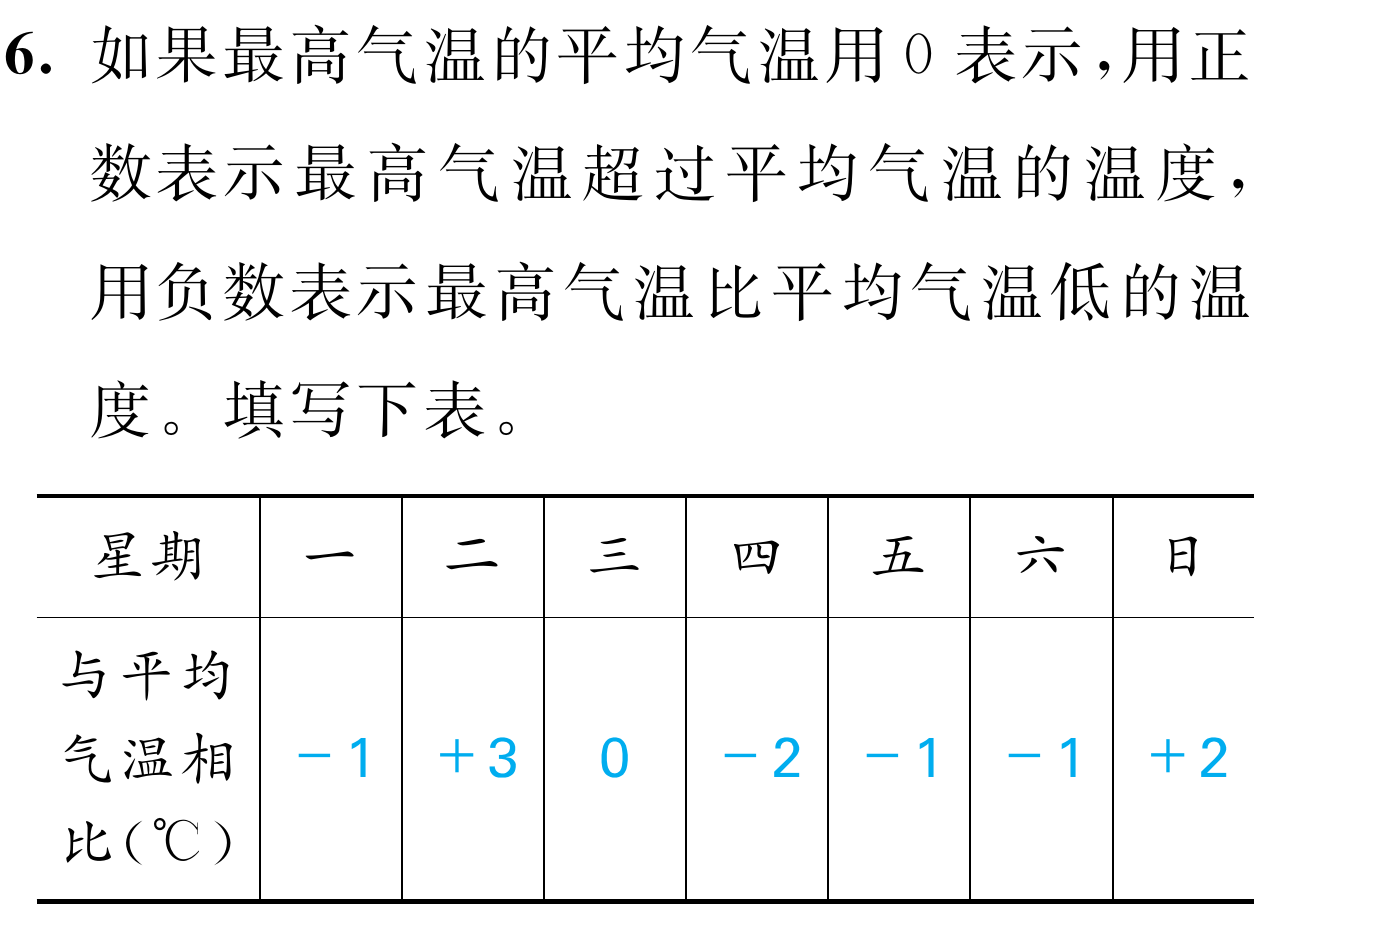 6. 如果最高气温的平均气温用0表示,用正
数表示最高气温超过平均气温的温度,
用负数表示最高气温比平均气温低的温
度。填写下表。
星期 一 二 三 四 五 六 日
与平均
气温相
比(℃) －1 ＋3 0 －2 －1 －1 ＋2